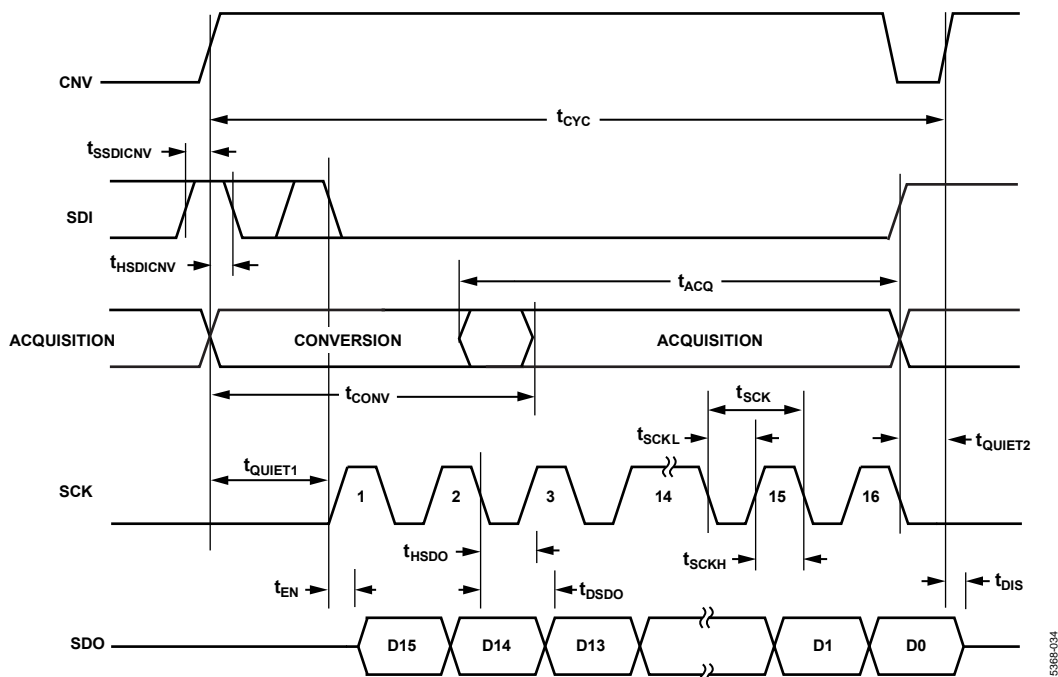 CNV
tCYC
tSSDICNV
SDI
tHSDICNV
tACQ
ACQUISITION
CONVERSION
ACQUISITION
tCONV
tSCK
tSCKL
tQUIET2
tQUIET1
SCK
1
2
3
14
15
16
tHSDO
tSCKH
tEN
tDSDO
tDIS
SDO
D15
D14
D13
D1
D0
5368-034